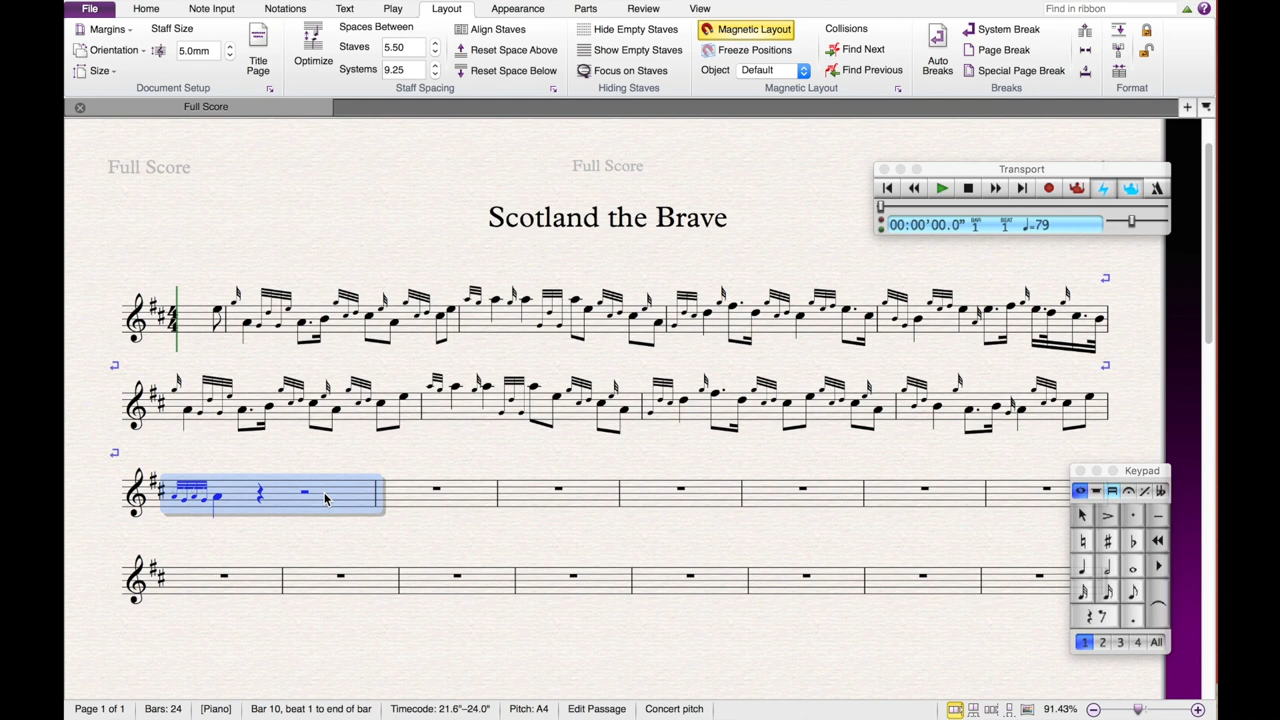 File Home Note Input Notations Text Play Layout Appearance Parts Review View Find in ribbon
Margins Staff Size Spaces Between Align Staves Hide Empty Staves Magnetic Layout Collisions System Break
Orientation 5.0mm Staves 5.50 Reset Space Above Show Empty Staves Freeze Positions Find Next Page Break
Size Title Page Optimize Systems 9.25 Reset Space Below Focus on Staves Object Default Find Previous Auto Breaks Special Page Break
Document Setup Staff Spacing Hiding Staves Magnetic Layout Breaks Format
Full Score
Full Score Full Score
Transport
Scotland the Brave
00:00'00.0" BAR 1 BEAT 1 ♩=79
Keypad
1 2 3 4 All
Page 1 of 1 Bars: 24 [Piano] Bar 10, beat 1 to end of bar Timecode: 21.6"-24.0" Pitch: A4 Edit Passage Concert pitch 91.43%